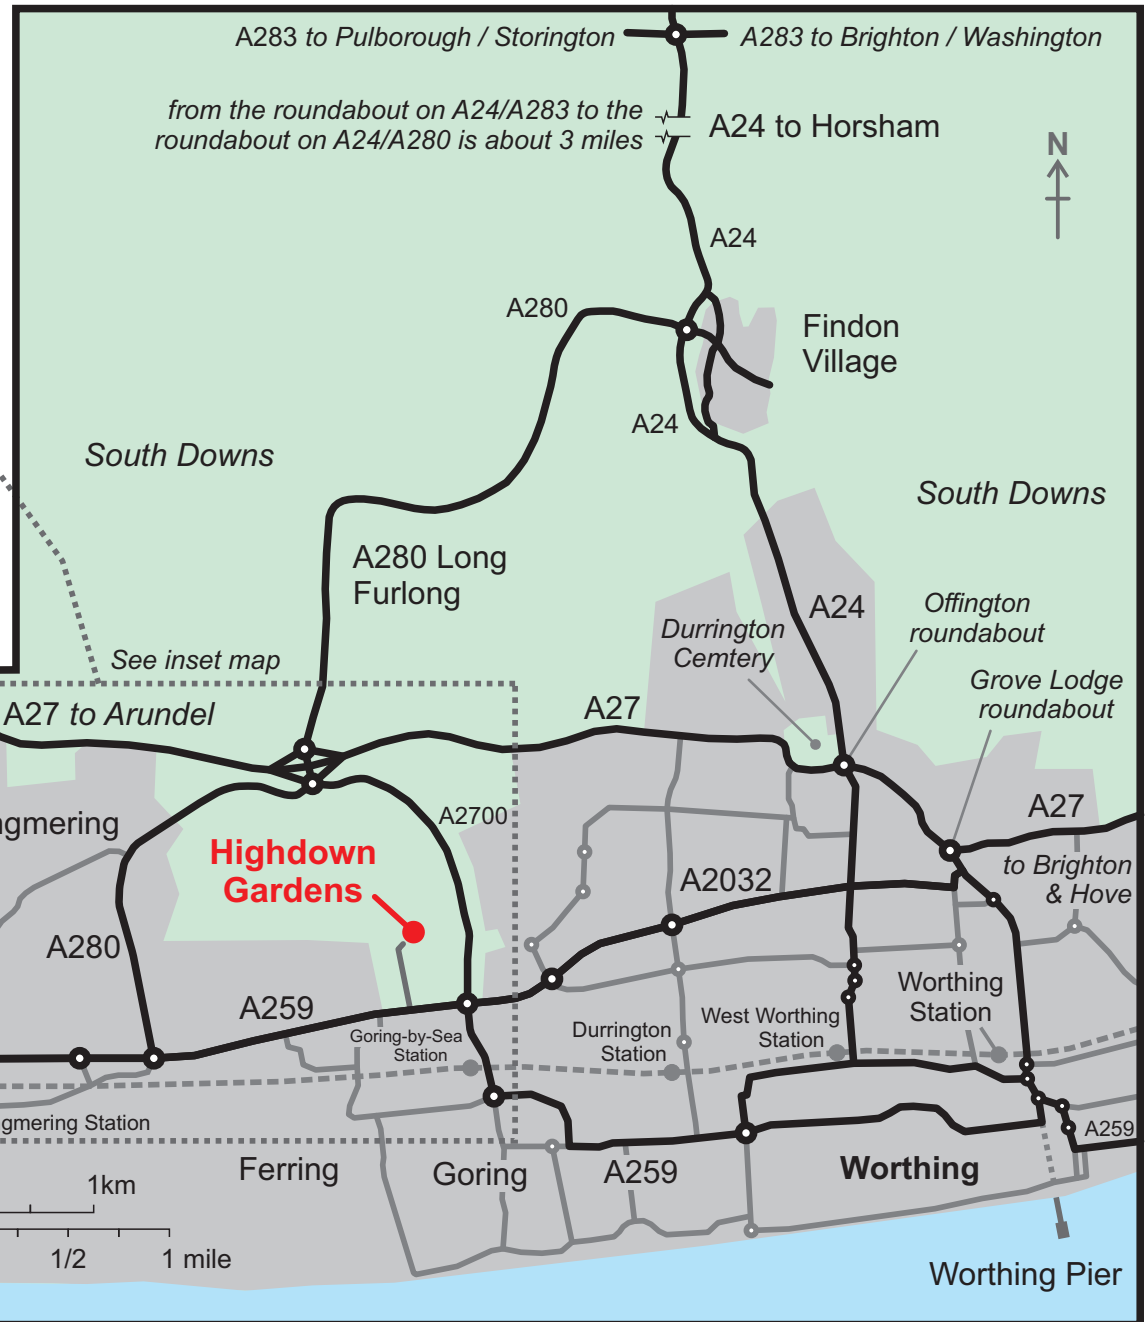 A283 to Pulborough / Storington
A283 to Brighton / Washington
from the roundabout on A24/A283 to the
roundabout on A24/A280 is about 3 miles
A24 to Horsham
N
A24
A280
Findon
Village
A24
South Downs
South Downs
A280 Long
Furlong
A24
Offington
roundabout
Durrington
Cemtery
See inset map
Grove Lodge
roundabout
A27 to Arundel
A27
A27
ngmering
A2700
Highdown
Gardens
A2032
to Brighton
& Hove
A280
A259
Worthing
Station
Goring-by-Sea
Station
Durrington
Station
West Worthing
Station
gmering Station
A259
Ferring
Goring
A259
Worthing
1km
1/2
1 mile
Worthing Pier